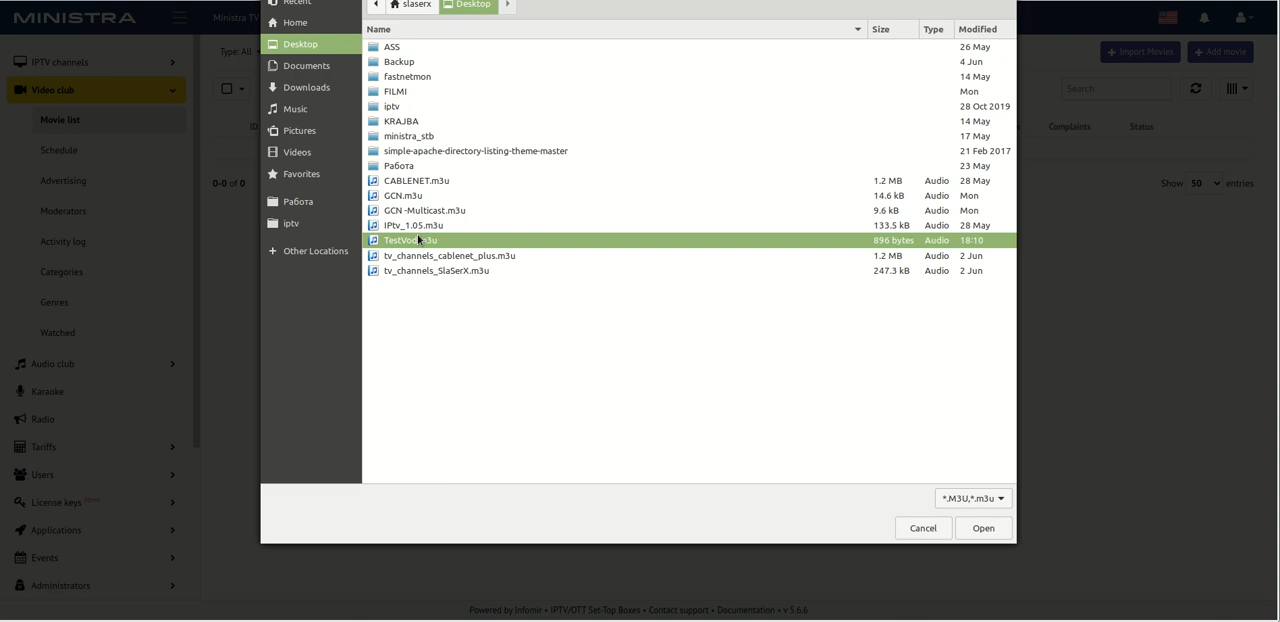 MINISTRA
Ministra TV
Recent
slaserx
Desktop
Home
Desktop
Documents
Downloads
Music
Pictures
Videos
Favorites
Работа
iptv
Other Locations
Name Size Type Modified
ASS 26 May
Backup 4 Jun
fastnetmon 14 May
FILMI Mon
iptv 28 Oct 2019
KRAJBA 14 May
ministra_stb 17 May
simple-apache-directory-listing-theme-master 21 Feb 2017
Работа 23 May
CABLENET.m3u 1.2 MB Audio 28 May
GCN.m3u 14.6 kB Audio Mon
GCN -Multicast.m3u 9.6 kB Audio Mon
IPtv_1.05.m3u 133.5 kB Audio 28 May
TestVod.m3u 896 bytes Audio 18:10
tv_channels_cablenet_plus.m3u 1.2 MB Audio 2 Jun
tv_channels_SlaSerX.m3u 247.3 kB Audio 2 Jun
*.M3U,*.m3u
Cancel Open
IPTV channels
Video club
Movie list
Schedule
Advertising
Moderators
Activity log
Categories
Genres
Watched
Audio club
Karaoke
Radio
Tariffs
Users
License keys New
Applications
Events
Administrators
Type: All
Import Movies Add movie
Search
ID
Complaints Status
0-0 of 0
Show 50 entries
Powered by Infomir • IPTV/OTT Set-Top Boxes • Contact support • Documentation • v 5.6.6